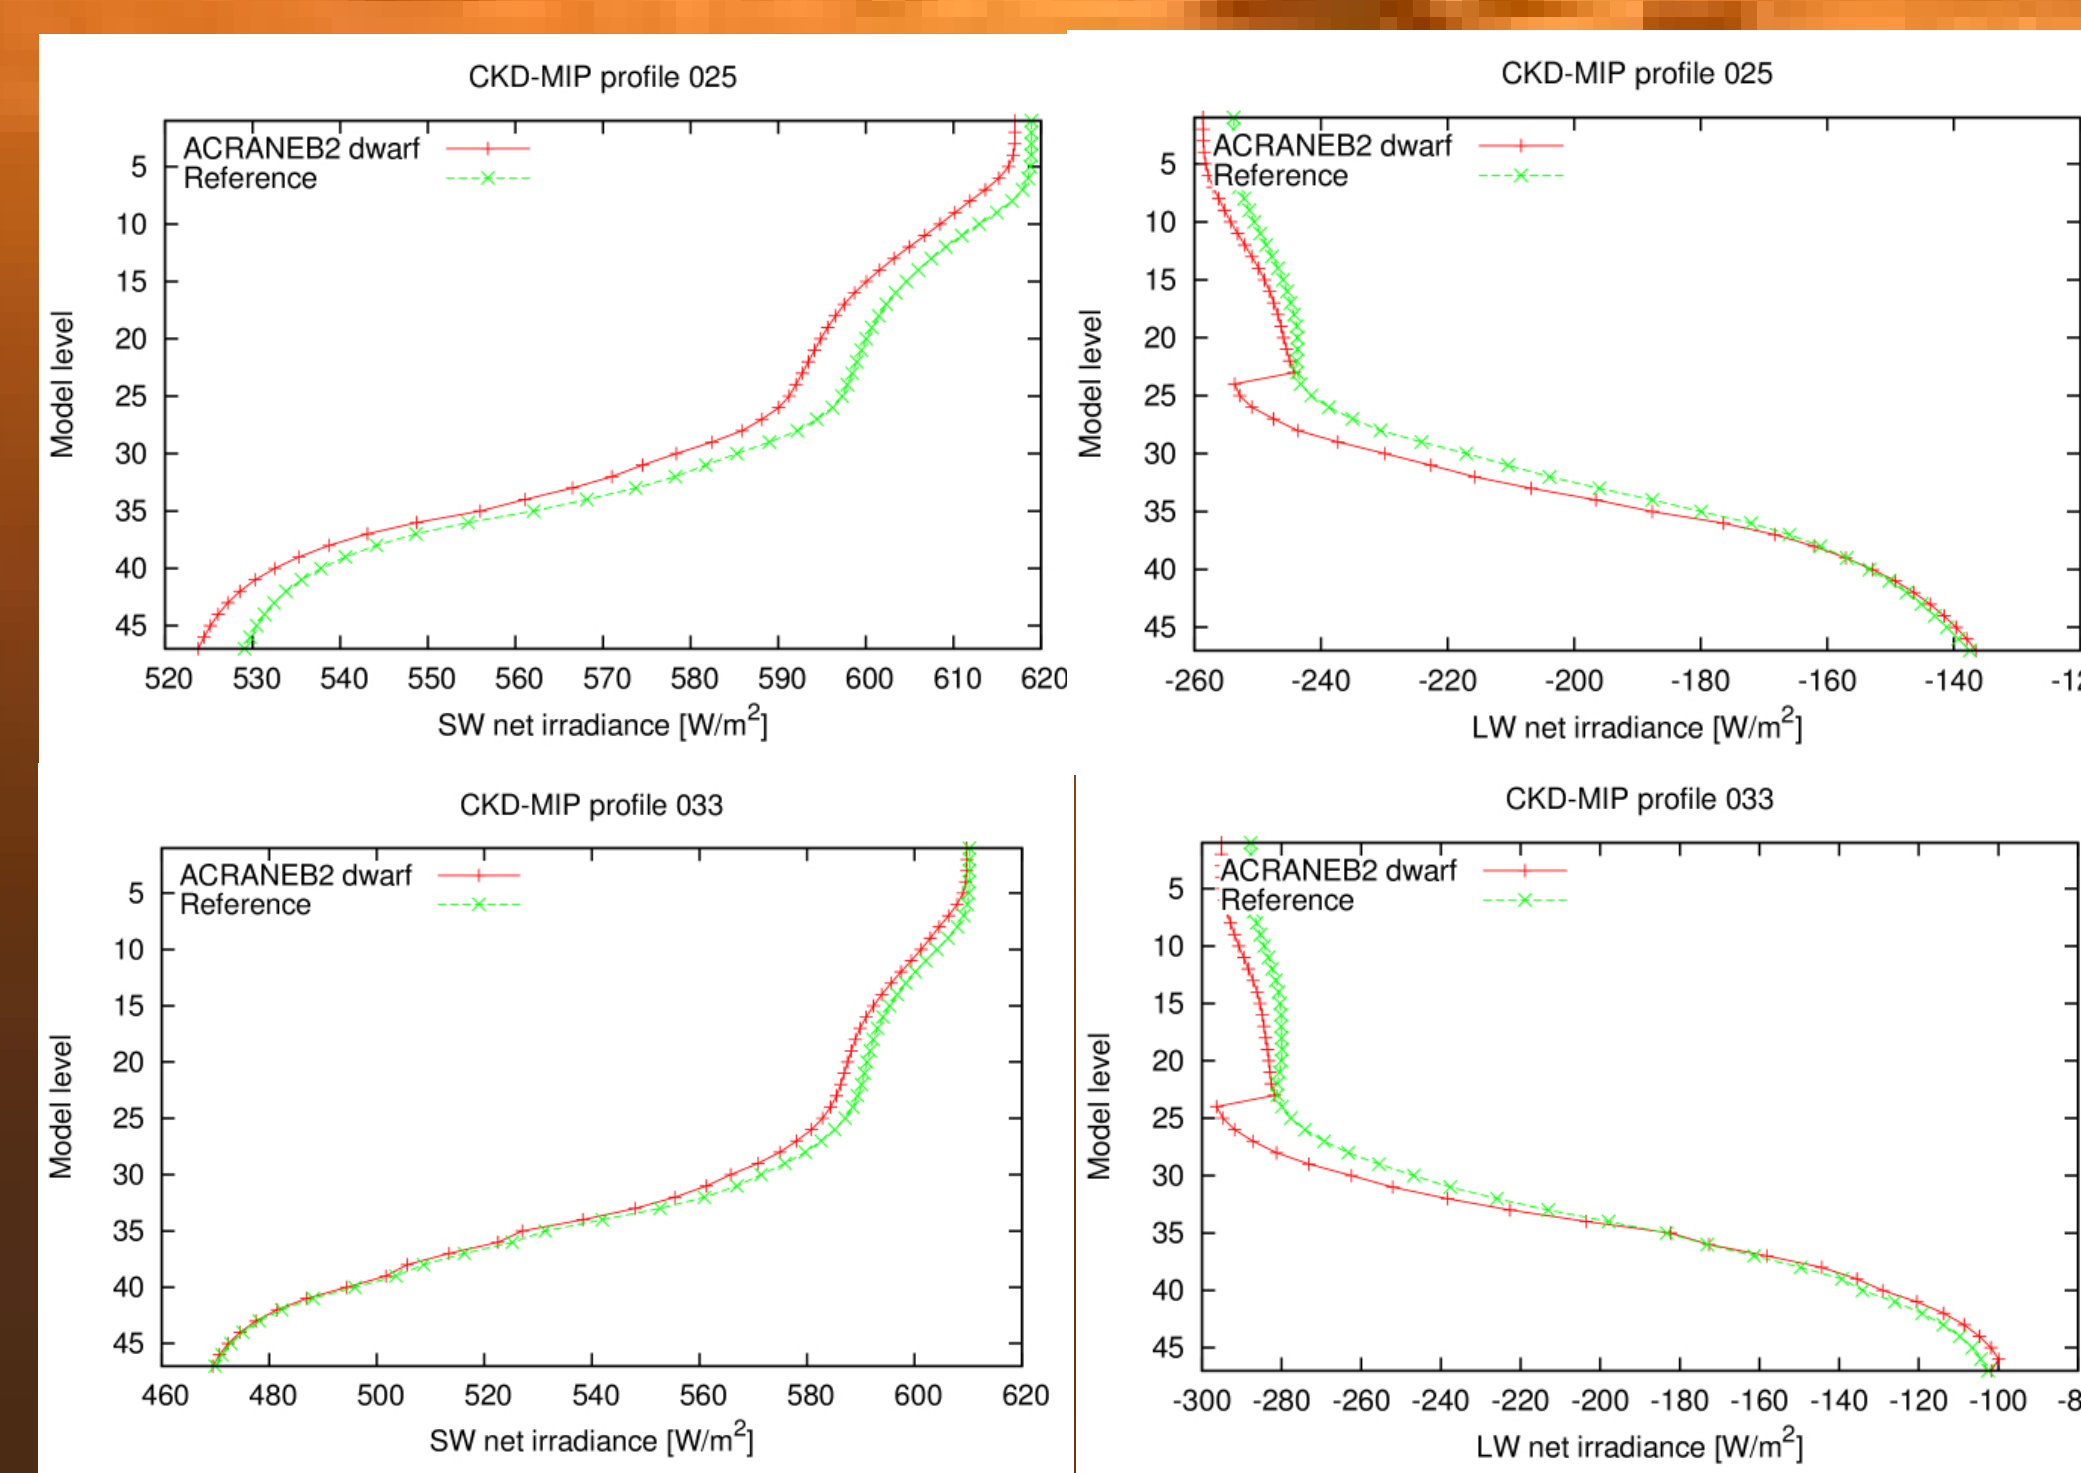 CKD-MIP profile 025
ACRANEB2 dwarf
Reference
5
10
15
20
25
30
35
40
45
Model level
520 530 540 550 560 570 580 590 600 610 620
SW net irradiance [W/m²]
CKD-MIP profile 025
ACRANEB2 dwarf
Reference
5
10
15
20
25
30
35
40
45
Model level
-260 -240 -220 -200 -180 -160 -140
LW net irradiance [W/m²]
CKD-MIP profile 033
ACRANEB2 dwarf
Reference
5
10
15
20
25
30
35
40
45
Model level
460 480 500 520 540 560 580 600 620
SW net irradiance [W/m²]
CKD-MIP profile 033
ACRANEB2 dwarf
Reference
5
10
15
20
25
30
35
40
45
Model level
-300 -280 -260 -240 -220 -200 -180 -160 -140 -120 -100
LW net irradiance [W/m²]